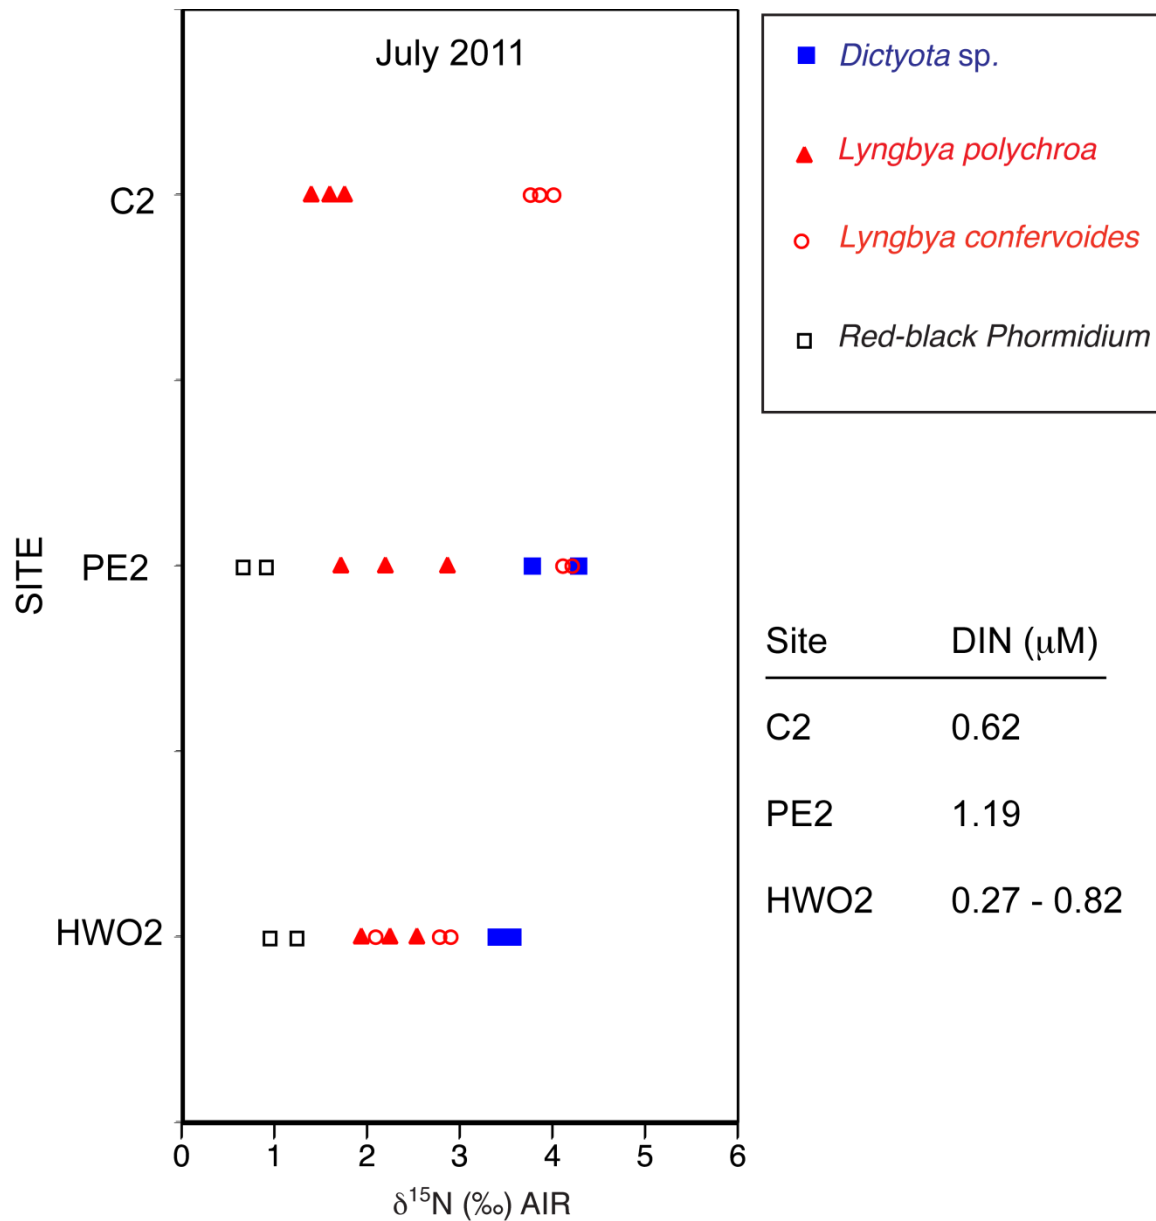 July 2011
Dictyota sp.
Lyngbya polychroa
Lyngbya confervoides
Red-black Phormidium
SITE
C2
PE2
HWO2
0 1 2 3 4 5 6
δ¹⁵N (‰) AIR
Site DIN (μM)
C2 0.62
PE2 1.19
HWO2 0.27 - 0.82